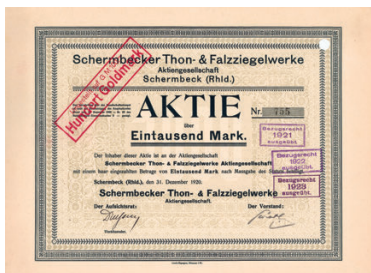 Schermbecker Thon- & Falzziegelwerke
Aktiengesellschaft
Schermbeck (Rhld.)
Hundert Goldmark
AKTIE
Nr. 755
über
Eintausend Mark.
Bezugsrecht
1921
ausgeübt.
Der Inhaber dieser Aktie ist an der Aktiengesellschaft
Bezugsrecht
1922
ausgeübt.
Schermbecker Thon- & Falzziegelwerke Aktiengesellschaft
mit einem baar eingezahlten Betrage von Eintausend Mark nach Massgabe des Statuts beteiligt.
Bezugsrecht
1923
ausgeübt.
Schermbeck (Rhld.), den 31. Dezember 1920.
Schermbecker Thon- & Falzziegelwerke
Aktiengesellschaft.
Der Aufsichtsrat:
Der Vorstand:
Vorsitzender.